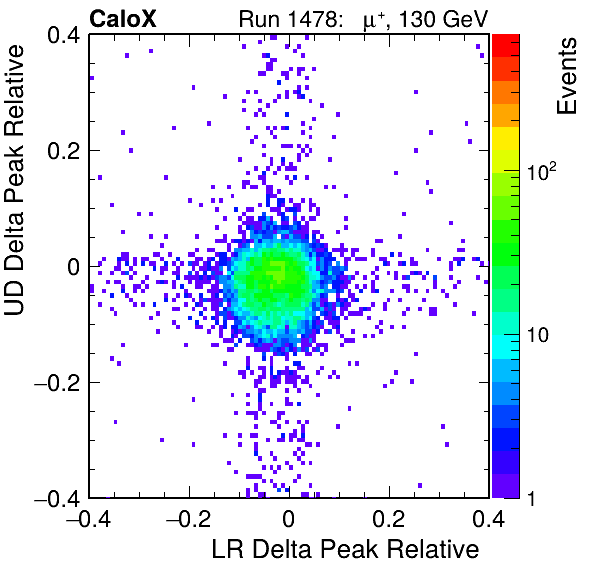 CaloX Run 1478: μ⁺, 130 GeV
UD Delta Peak Relative
0.4
0.2
0
−0.2
−0.4
−0.4 −0.2 0 0.2 0.4
LR Delta Peak Relative
Events
10²
10
1